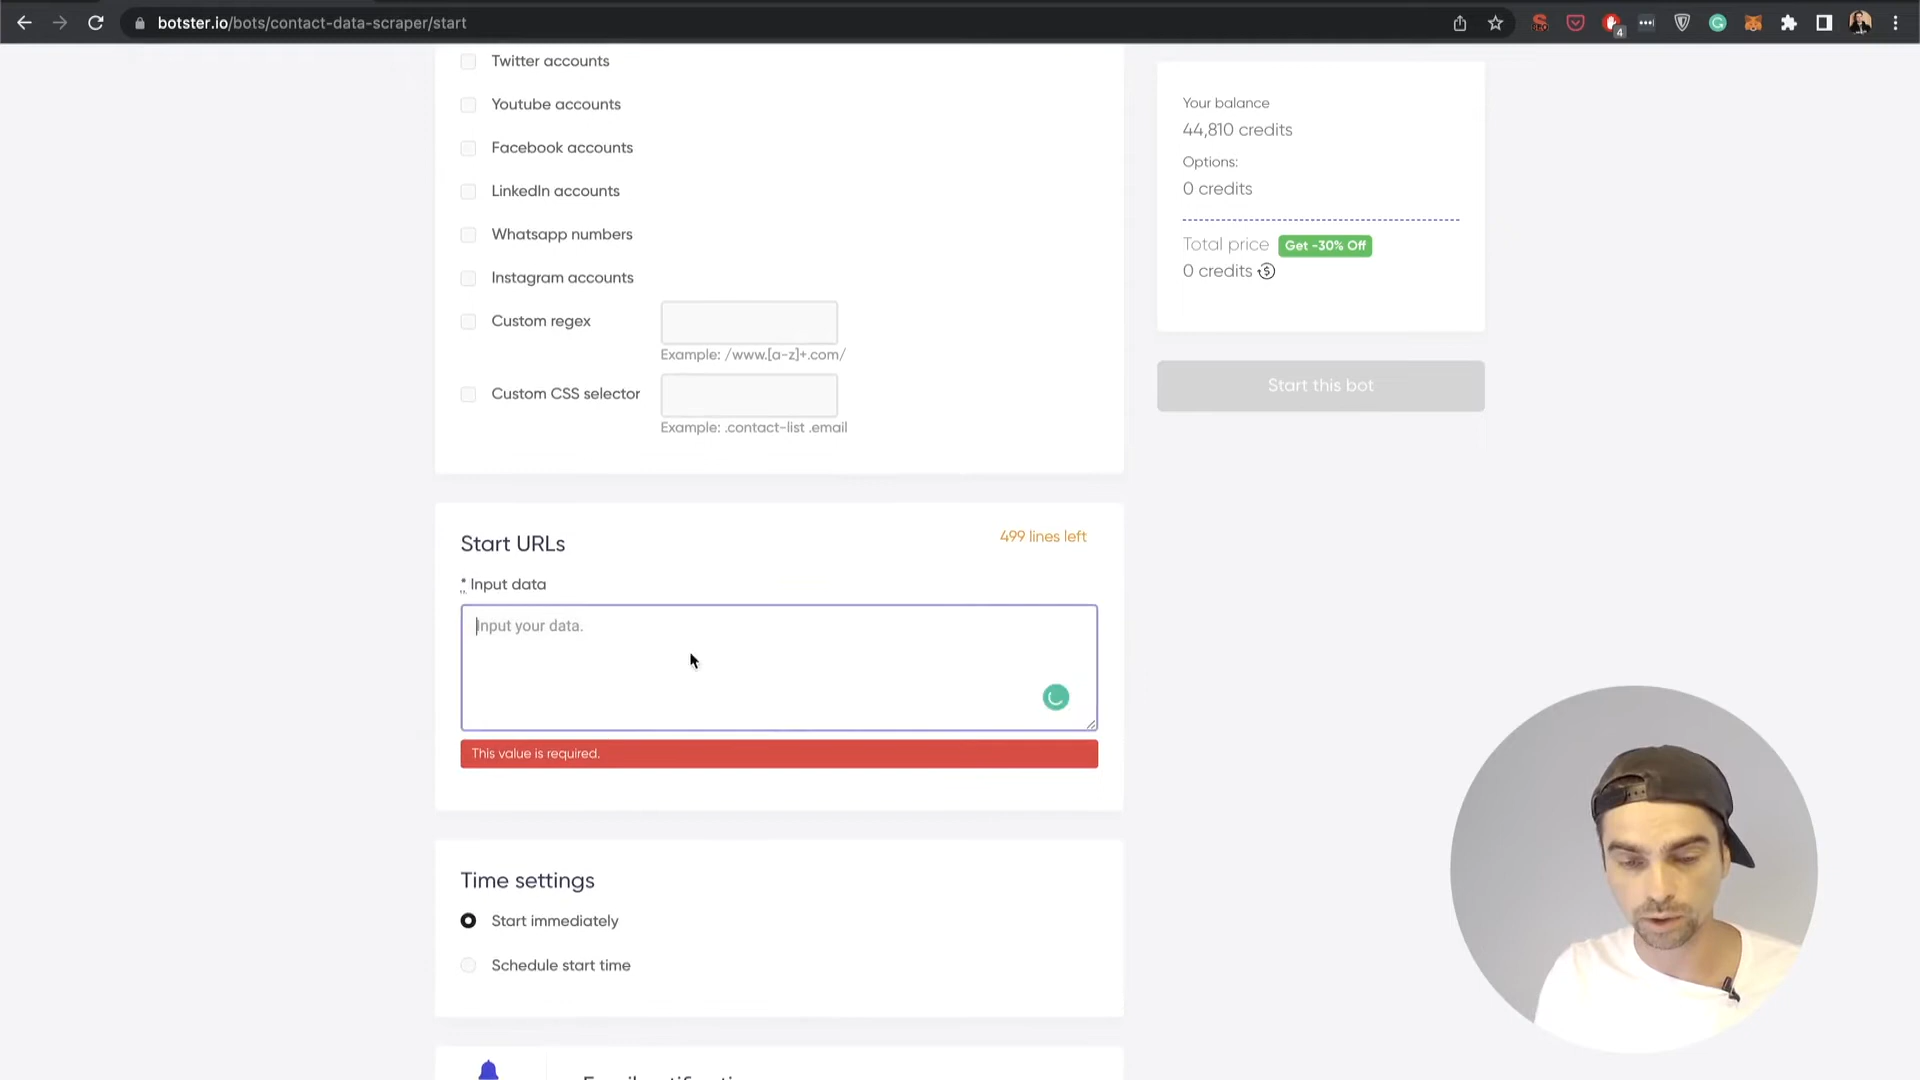 botster.io/bots/contact-data-scraper/start
4
Twitter accounts
Youtube accounts
Facebook accounts
LinkedIn accounts
Whatsapp numbers
Instagram accounts
Custom regex
Example: /www.[a-z]+.com/
Custom CSS selector
Example: .contact-list .email
Your balance
44,810 credits
Options:
0 credits
Total price Get -30% Off
0 credits
Start this bot
Start URLs
499 lines left
* Input data
Input your data.
This value is required.
Time settings
Start immediately
Schedule start time